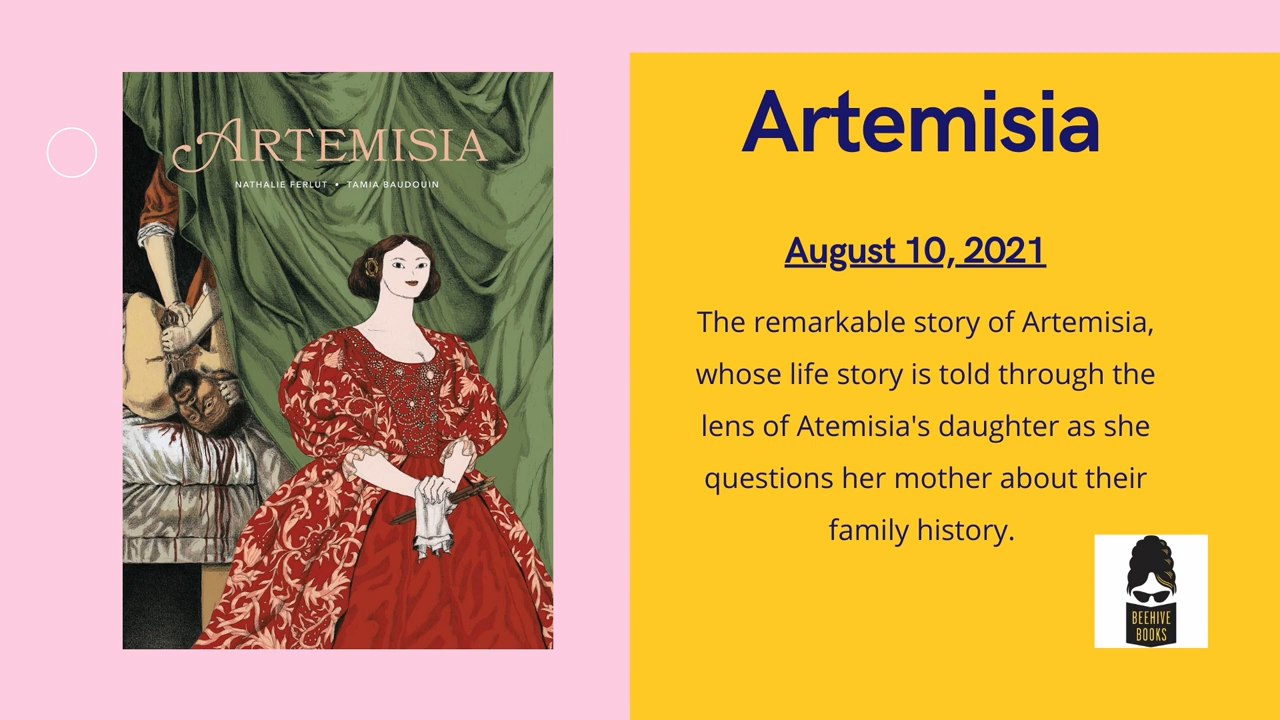 ARTEMISIA
NATHALIE FERLUT • TAMIA BAUDOUIN
Artemisia
August 10, 2021
The remarkable story of Artemisia,
whose life story is told through the
lens of Atemisia's daughter as she
questions her mother about their
family history.
BEEHIVE
BOOKS